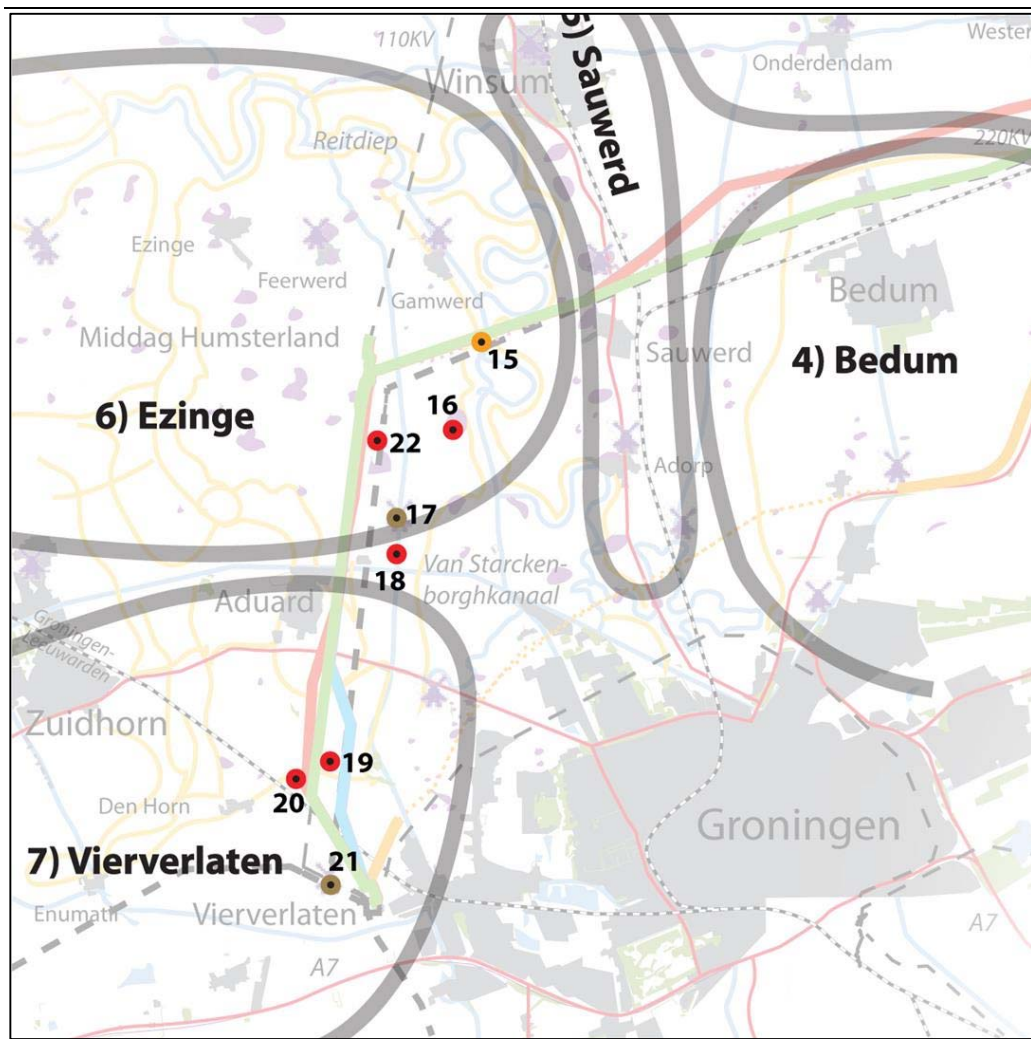 110KV
Winsum
5) Sauwerd
Onderdendam
Wester
Reitdiep
220KV
Ezinge
Feerwerd
Gamwerd
Bedum
Middag Humsterland
15
Sauwerd
4) Bedum
6) Ezinge
16
22
Adorp
17
18
Van Starcken-
borghkanaal
Aduard
Groningen-
Leeuwarden
Zuidhorn
19
20
Den Horn
Groningen
7) Vierverlaten
21
Enumatil
Vierverlaten
A7
A7